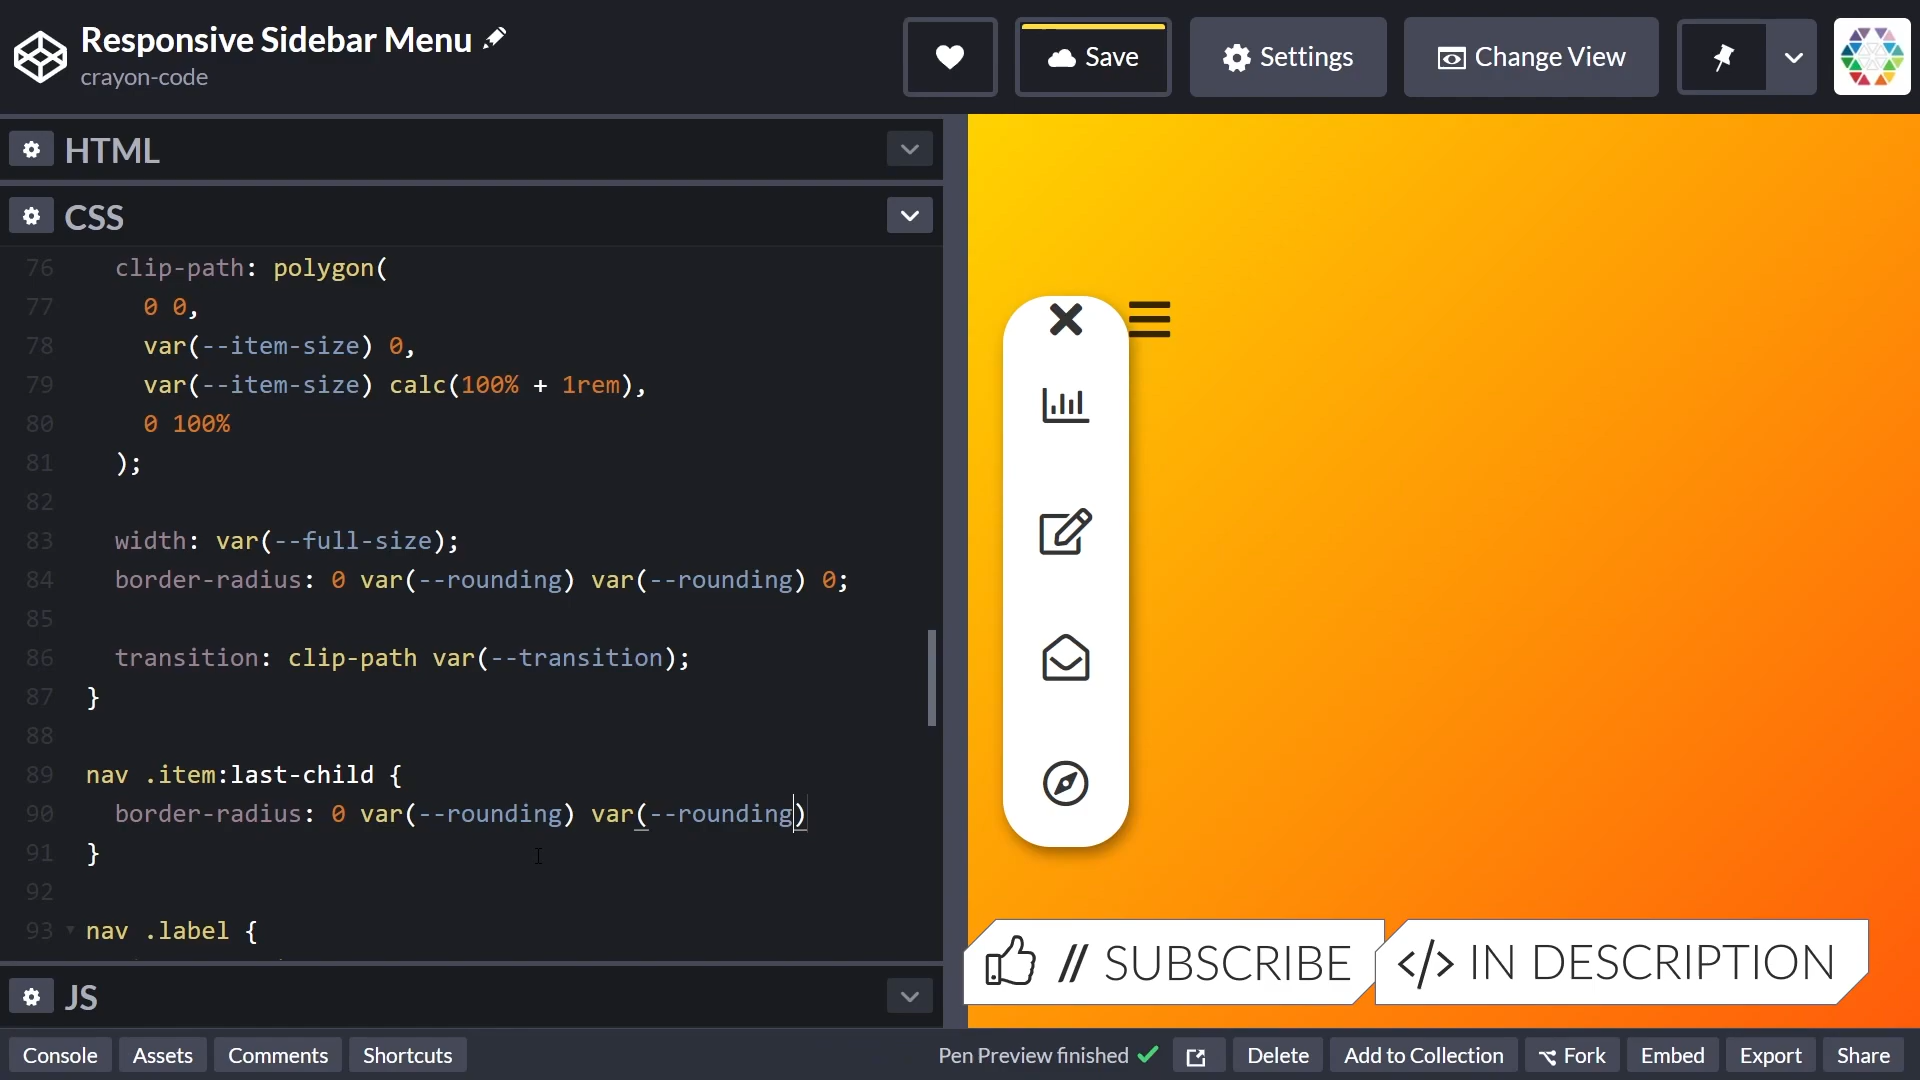 Responsive Sidebar Menu
crayon-code
Save
Settings
Change View
HTML
CSS
76 clip-path: polygon(
77 0 0,
78 var(--item-size) 0,
79 var(--item-size) calc(100% + 1rem),
80 0 100%
81 );
82
83 width: var(--full-size);
84 border-radius: 0 var(--rounding) var(--rounding) 0;
85
86 transition: clip-path var(--transition);
87 }
88
89 nav .item:last-child {
90 border-radius: 0 var(--rounding) var(--rounding)
91 }
92
93 nav .label {
// SUBSCRIBE
</> IN DESCRIPTION
JS
Console Assets Comments Shortcuts
Pen Preview finished
Delete Add to Collection Fork Embed Export Share